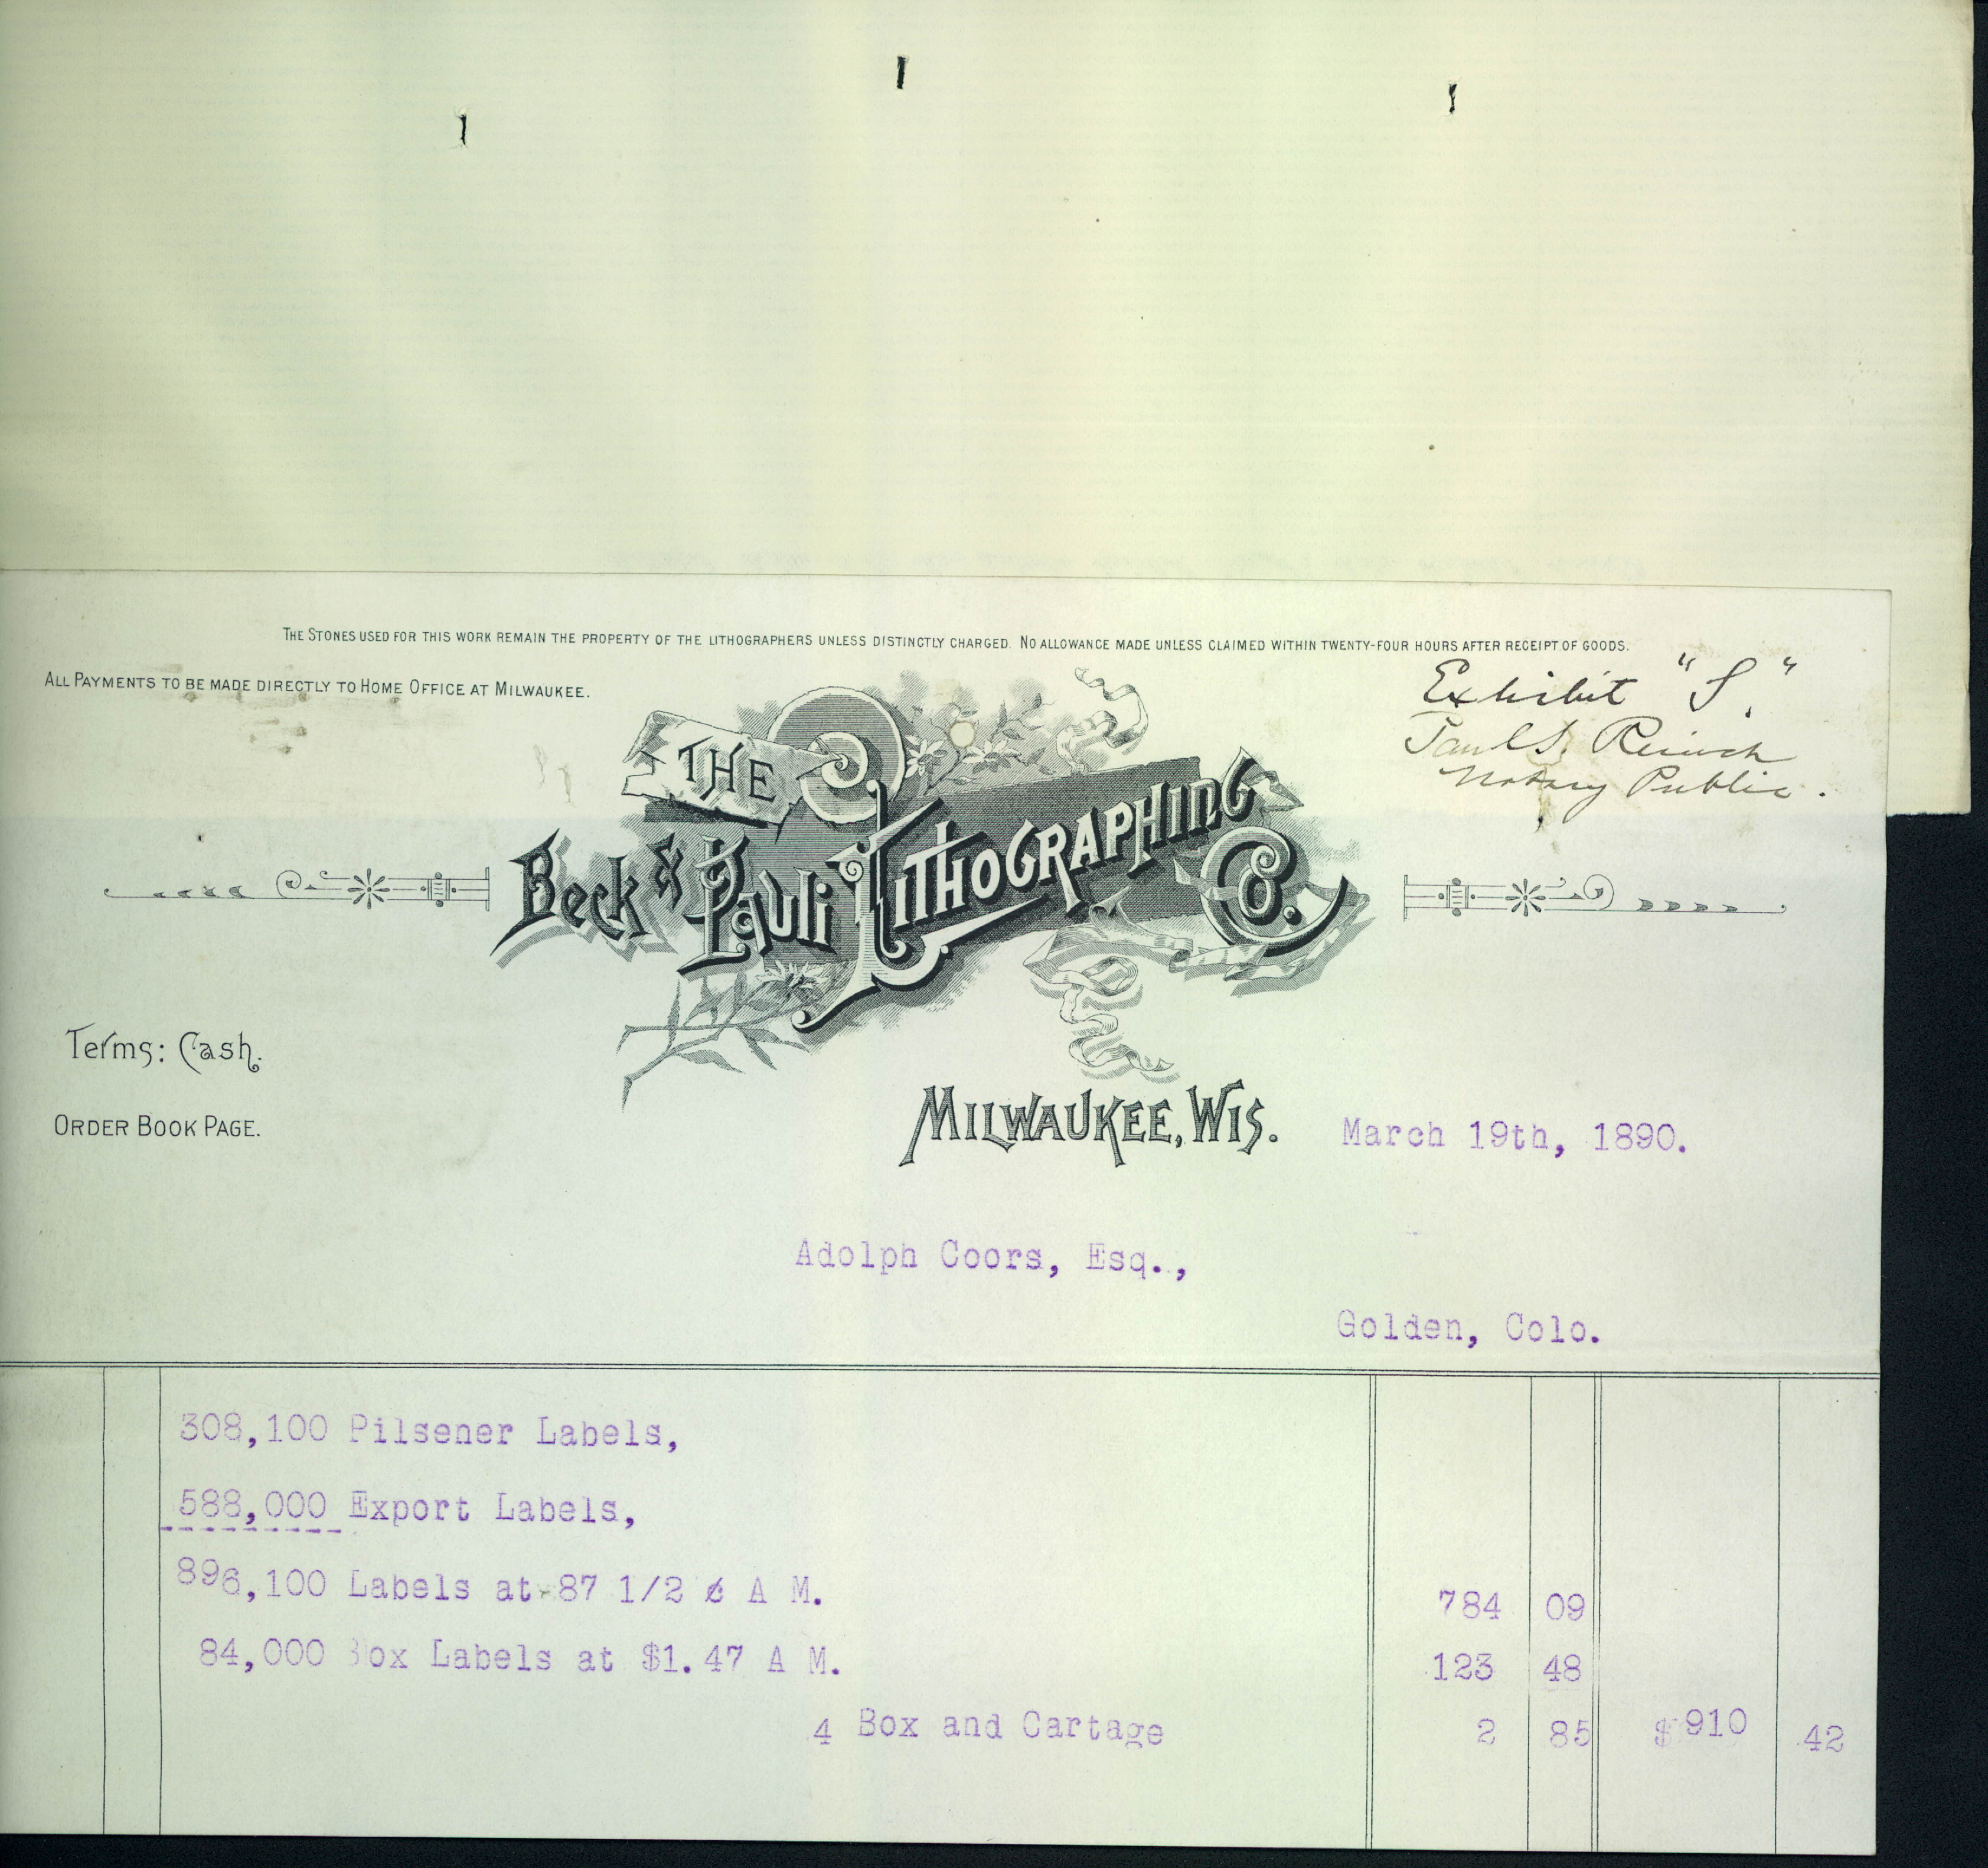 The Stones used for this work remain the property of the lithographers unless distinctly charged. No allowance made unless claimed within twenty-four hours after receipt of goods.
All Payments to be made directly to Home Office at Milwaukee.
Exhibit "S."
Paul S.
Notary Public.
THE
Beck & Pauli Lithographing Co.
Terms: Cash.
Milwaukee, Wis. March 19th, 1890.
Order Book Page.
Adolph Coors, Esq.,
Golden, Colo.
308,100 Pilsener Labels,
588,000 Export Labels,
896,100 Labels at 87 1/2 ¢ A M. 784 09
84,000 Box Labels at $1.47 A M. 123 48
4 Box and Cartage 2 85 $ 910 42